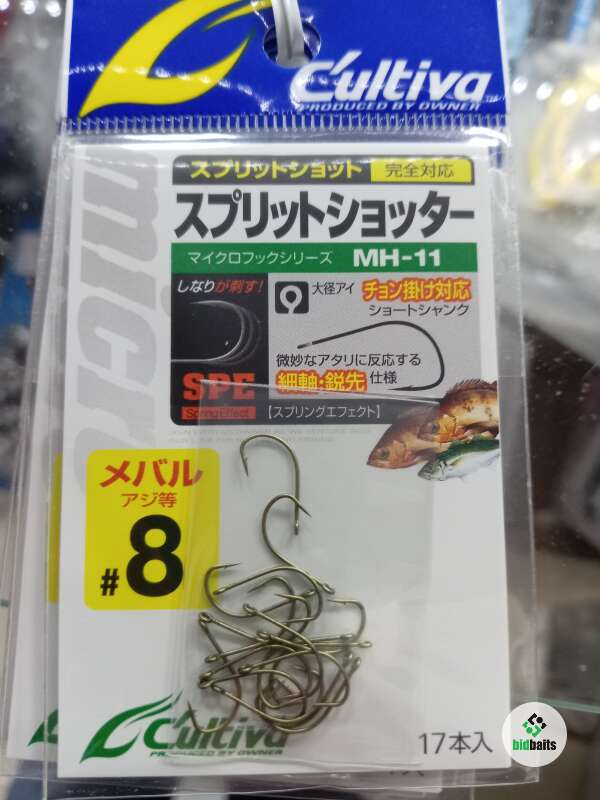 C'ultiva
PRODUCED BY OWNER
スプリットショット 完全対応
スプリットショッター
マイクロフックシリーズ MH-11
しなりが刺す!
大径アイ チョン掛け対応
ショートシャンク
微妙なアタリに反応する
細軸・鋭先 仕様
SPE
Spring Effect
【スプリングエフェクト】
micro
メバル
アジ等
#8
C'ultiva
PRODUCED BY OWNER
17本入
bidbaits